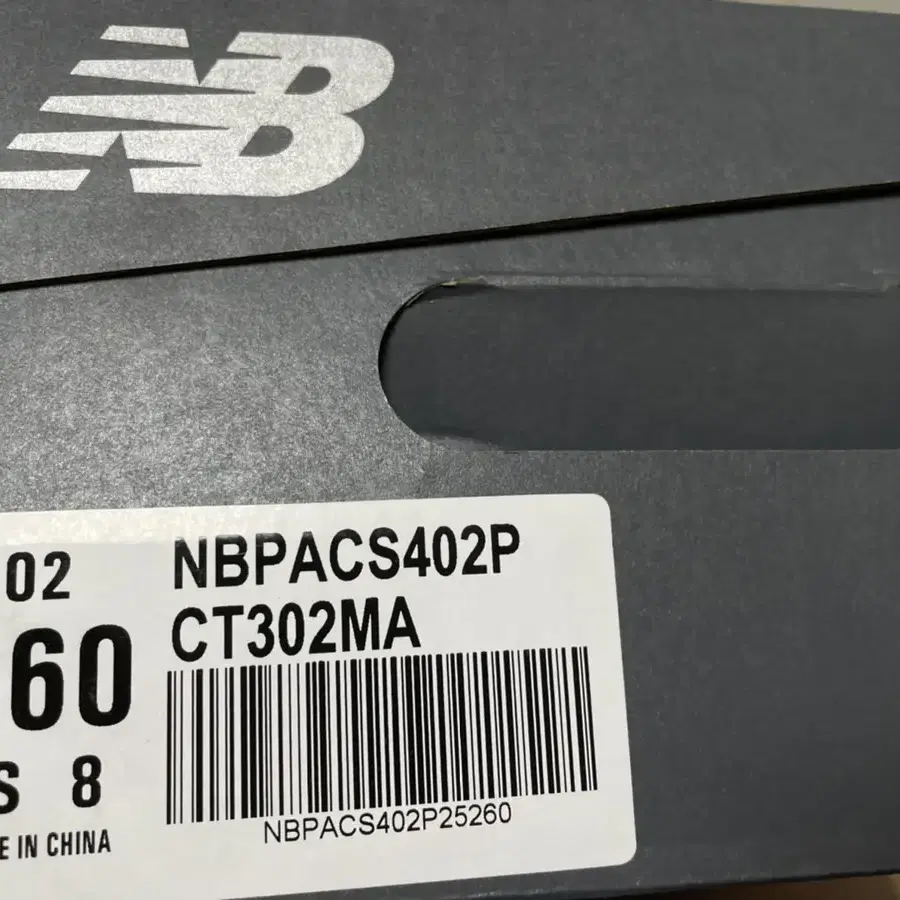 NB
02
NBPACS402P
CT302MA
60
S 8
E IN CHINA
NBPACS402P25260